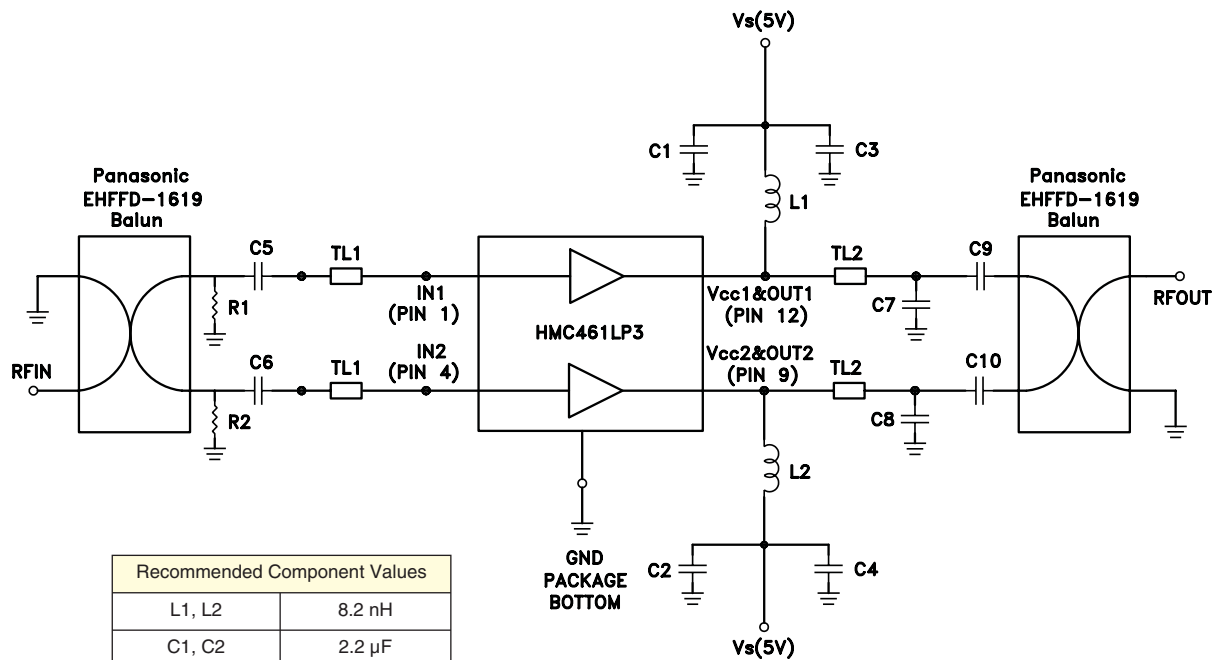 Vs(5V)
C1
C3
L1
Panasonic
EHFFD-1619
Balun
Panasonic
EHFFD-1619
Balun
C5
TL1
IN1
(PIN 1)
R1
HMC461LP3
Vcc1&OUT1
(PIN 12)
TL2
C7
C9
RFOUT
RFIN
C6
TL1
IN2
(PIN 4)
R2
Vcc2&OUT2
(PIN 9)
TL2
C8
C10
L2
GND
PACKAGE
BOTTOM
C2
C4
Vs(5V)
Recommended Component Values
L1, L2 8.2 nH
C1, C2 2.2 µF